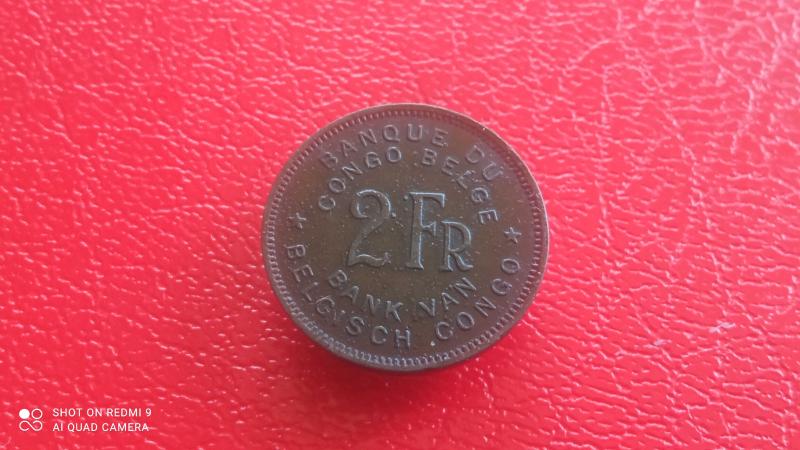 BANQUE DU
CONGO BELGE
2 FR
BANK VAN
BELGISCH CONGO
SHOT ON REDMI 9
AI QUAD CAMERA